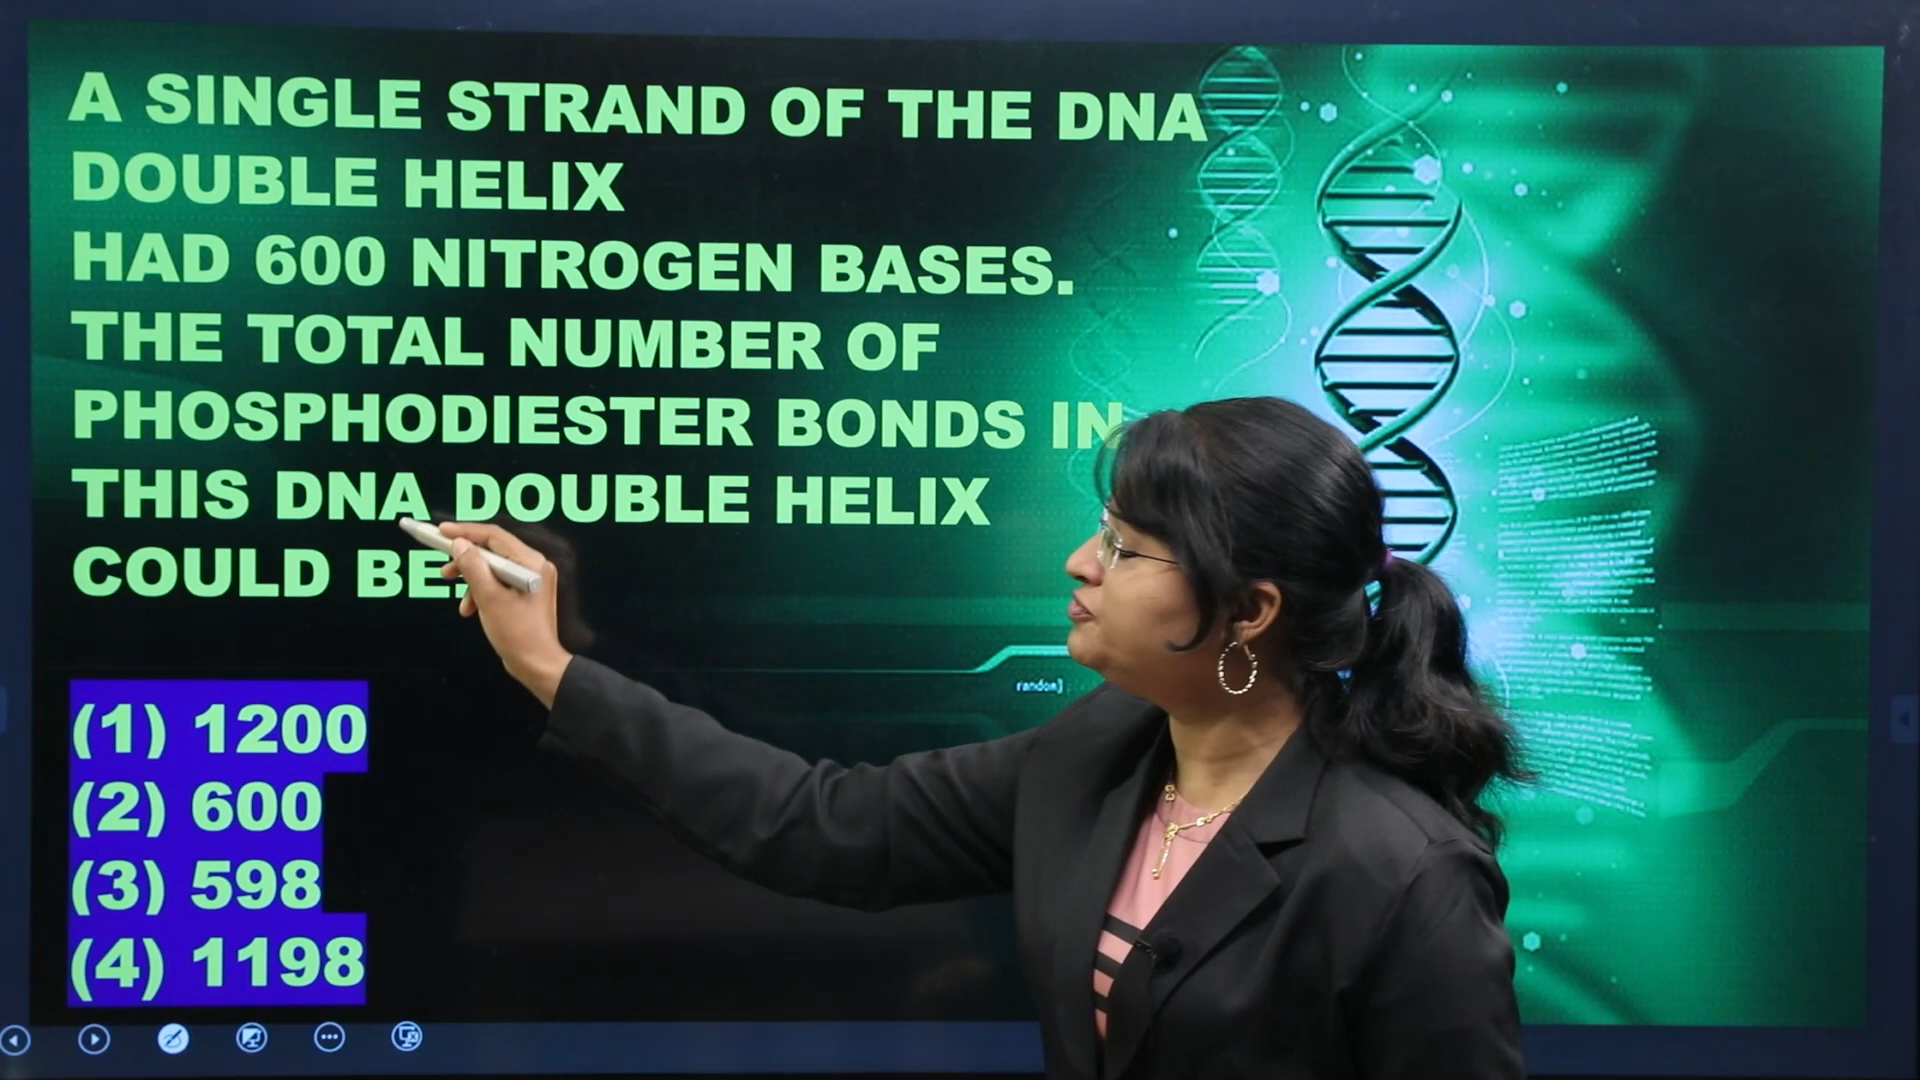 A SINGLE STRAND OF THE DNA
DOUBLE HELIX
HAD 600 NITROGEN BASES.
THE TOTAL NUMBER OF
PHOSPHODIESTER BONDS IN
THIS DNA DOUBLE HELIX
COULD BE
random]
(1) 1200
(2) 600
(3) 598
(4) 1198